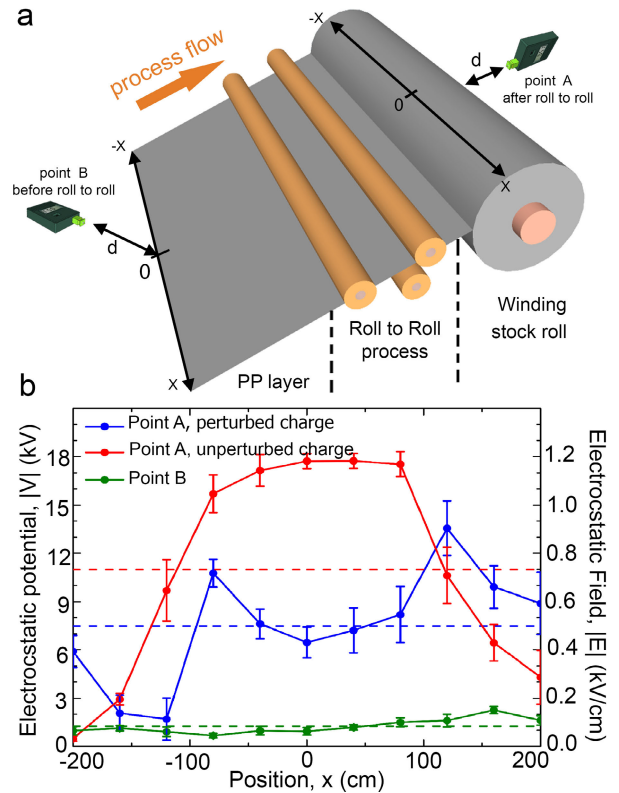 a
process flow
-X
d
point A
after roll to roll
0
X
-X
point B
before roll to roll
d
0
X
PP layer
Roll to Roll
process
Winding
stock roll
b
Point A, perturbed charge
Point A, unperturbed charge
Point B
Electrocstatic potential, |V| (kV)
18
15
12
9
6
3
0
Electrocstatic Field, |E| (kV/cm)
1.2
1.0
0.8
0.6
0.4
0.2
0.0
-200
-100
0
100
200
Position, x (cm)